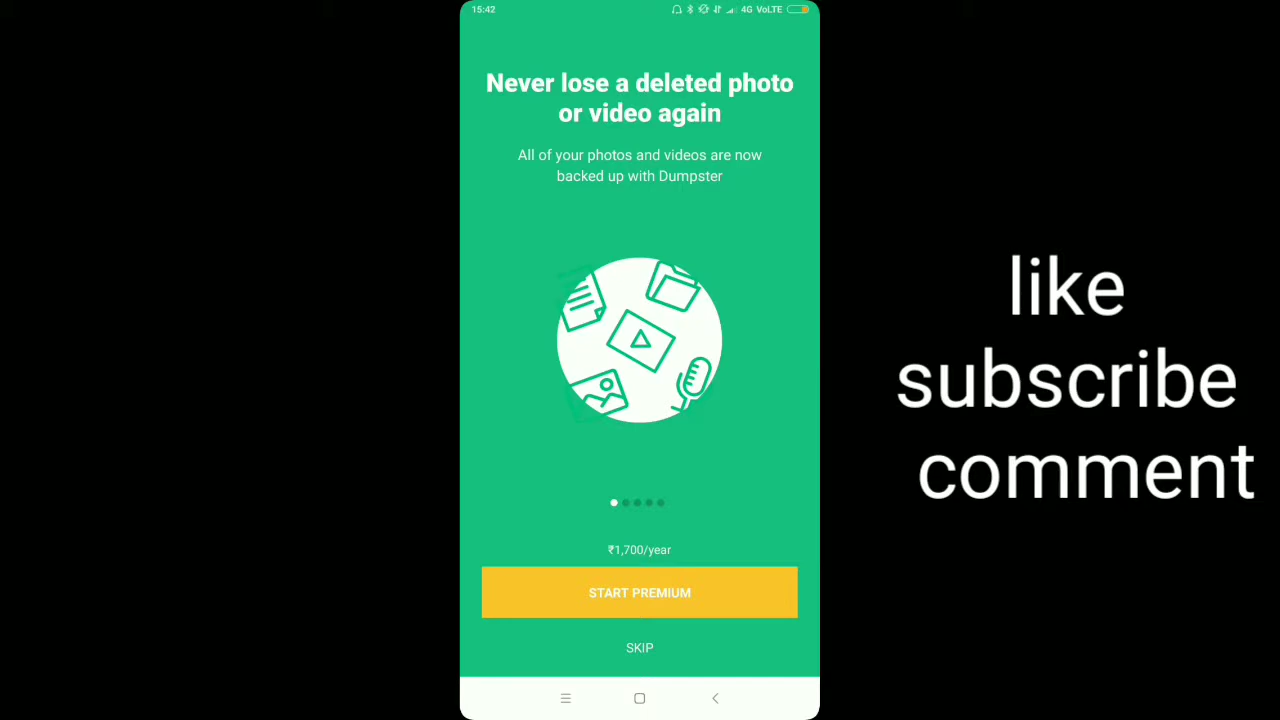 15:42 4G VoLTE
Never lose a deleted photo
or video again
All of your photos and videos are now
backed up with Dumpster
like
subscribe
comment
₹1,700/year
START PREMIUM
SKIP